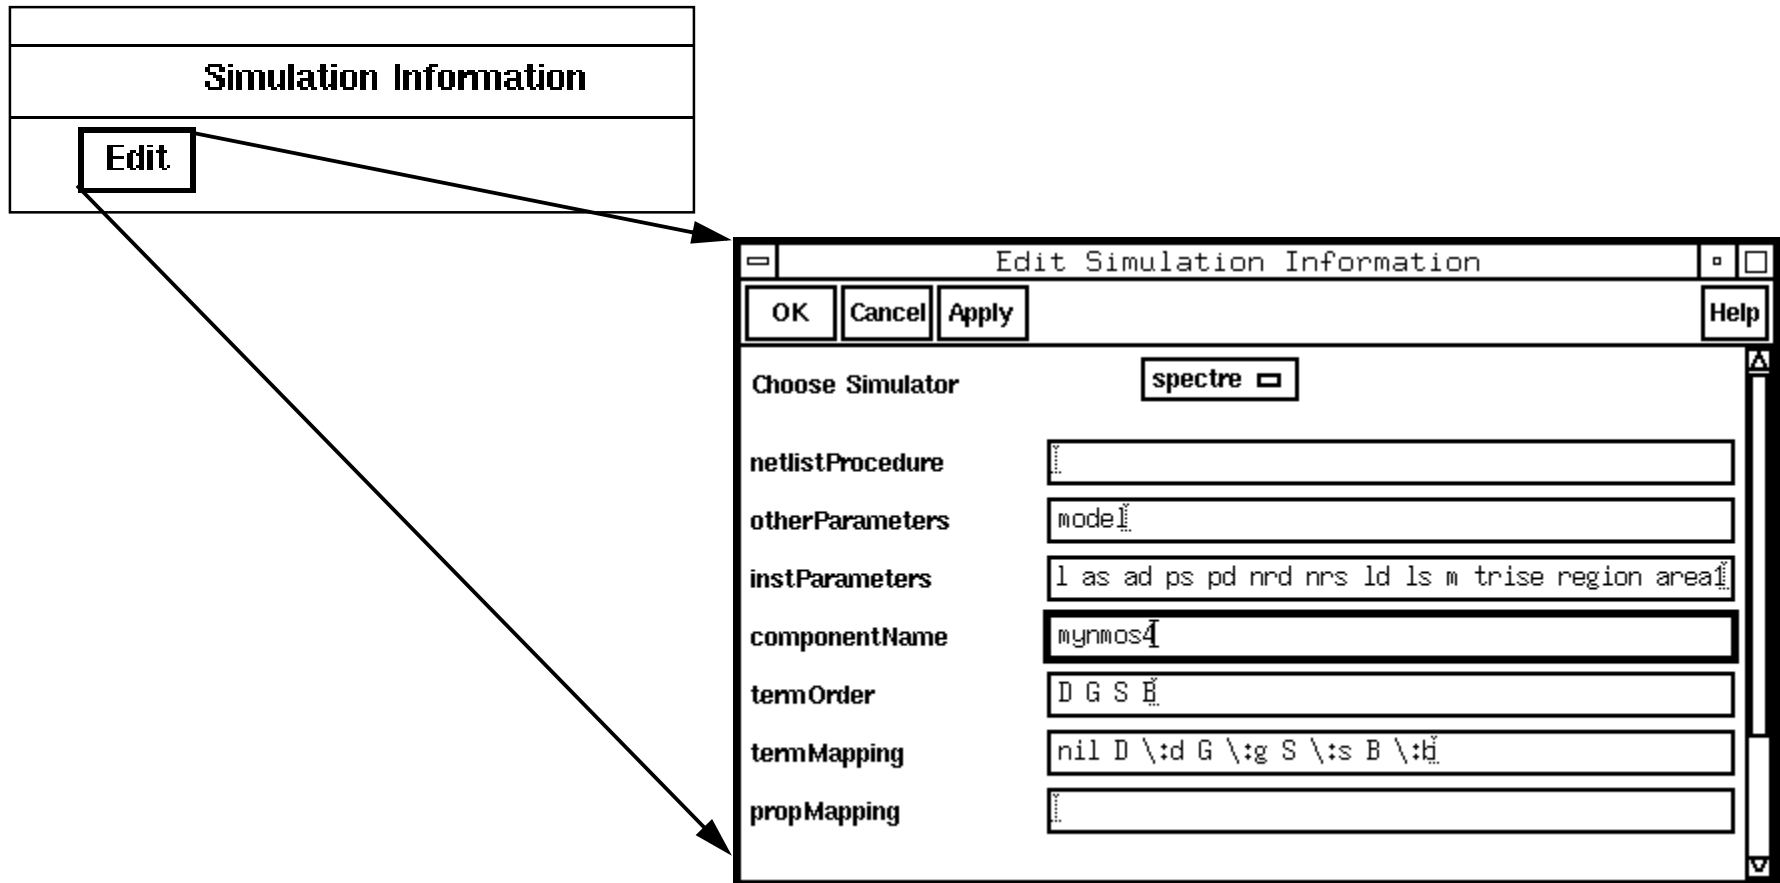 Simulation Information
Edit
Edit Simulation Information
OK Cancel Apply Help
Choose Simulator spectre
netlistProcedure
otherParameters model
instParameters l as ad ps pd nrd nrs ld ls m trise region area1
componentName mynmos4
termOrder D G S B
termMapping nil D \:d G \:g S \:s B \:b
propMapping